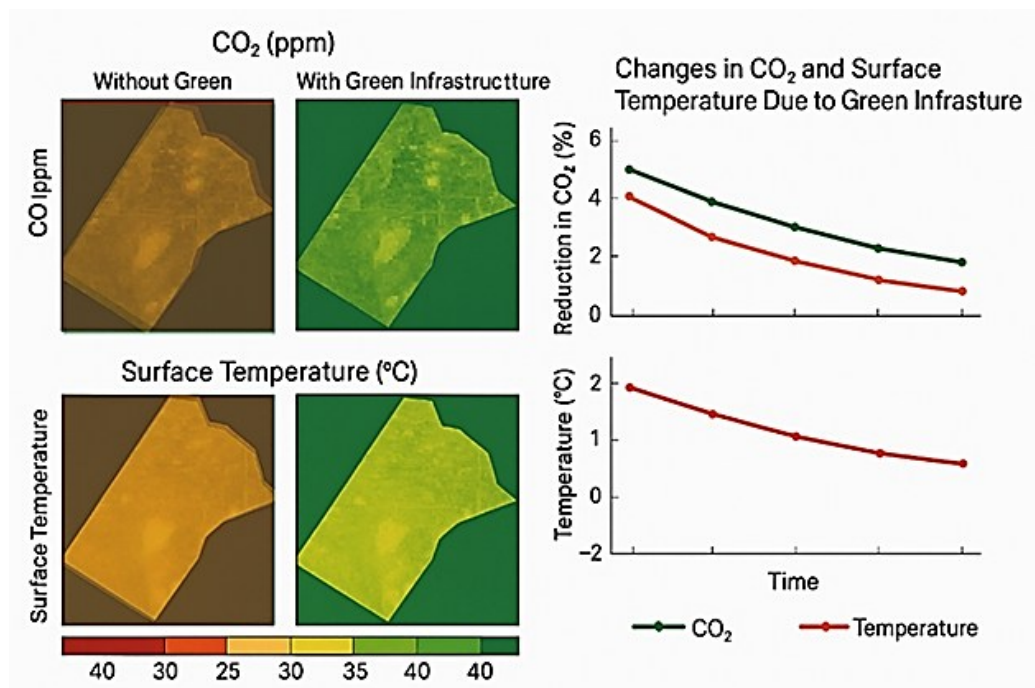 CO₂ (ppm)
Without Green
With Green Infrastructture
CO lppm
Surface Temperature (°C)
Surface Temperature
40 30 25 30 35 40 40
Changes in CO₂ and Surface
Temperature Due to Green Infrasture
Reduction in CO₂ (%)
6
4
2
0
Temperature (°C)
2
1
0
−2
Time
CO₂
Temperature